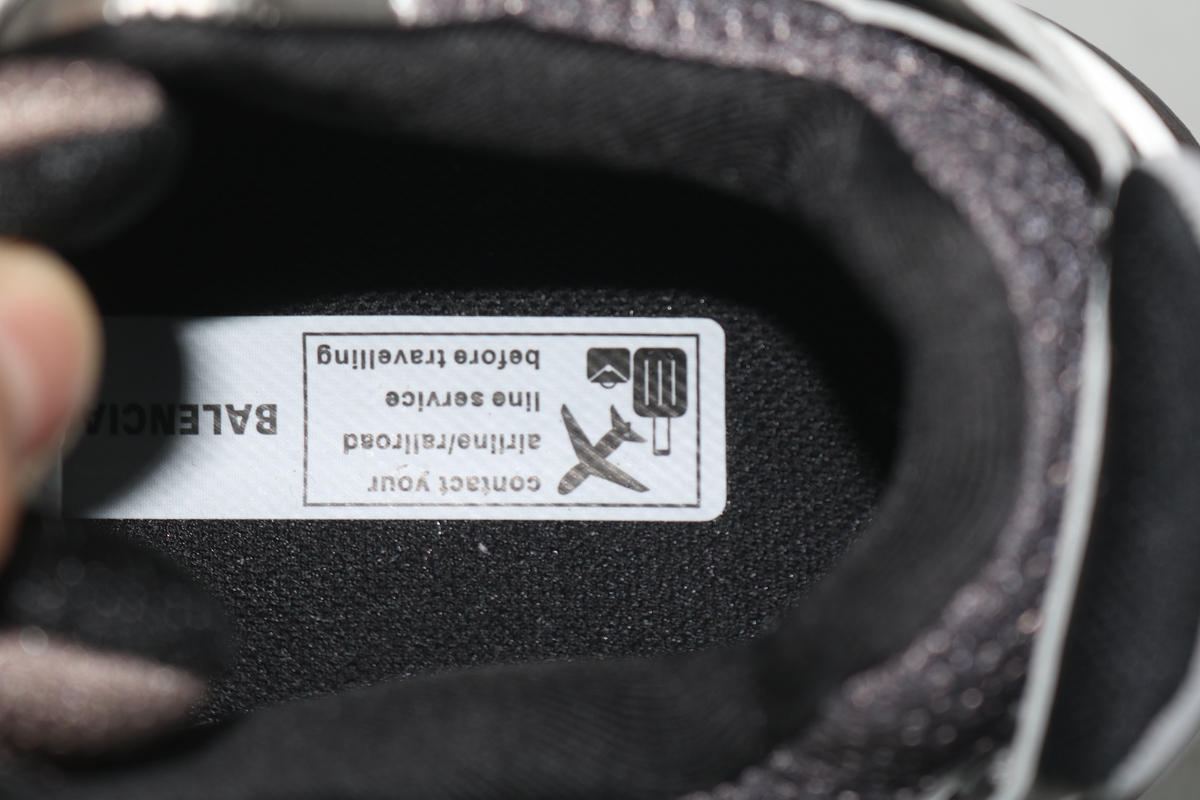 contact your
airline/railroad
line service
before travelling
BALENCIA